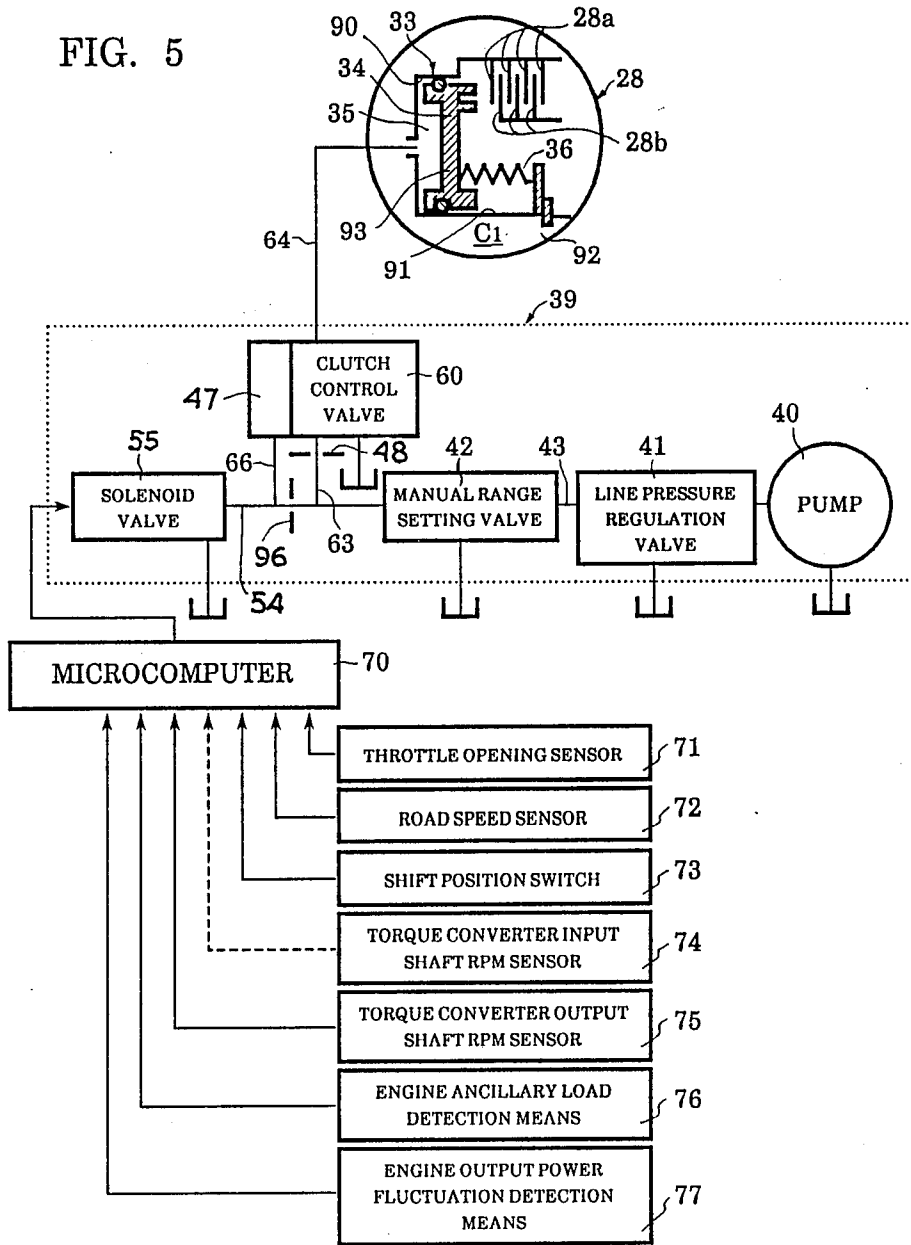 FIG. 5
90
33
34
35
28a
28
28b
36
93
C1
91
92
64
39
47
CLUTCH
CONTROL
VALVE
60
66
48
55
SOLENOID
VALVE
96
63
54
42
MANUAL RANGE
SETTING VALVE
43
41
LINE PRESSURE
REGULATION
VALVE
40
PUMP
MICROCOMPUTER
70
THROTTLE OPENING SENSOR
71
ROAD SPEED SENSOR
72
SHIFT POSITION SWITCH
73
TORQUE CONVERTER INPUT
SHAFT RPM SENSOR
74
TORQUE CONVERTER OUTPUT
SHAFT RPM SENSOR
75
ENGINE ANCILLARY LOAD
DETECTION MEANS
76
ENGINE OUTPUT POWER
FLUCTUATION DETECTION
MEANS
77